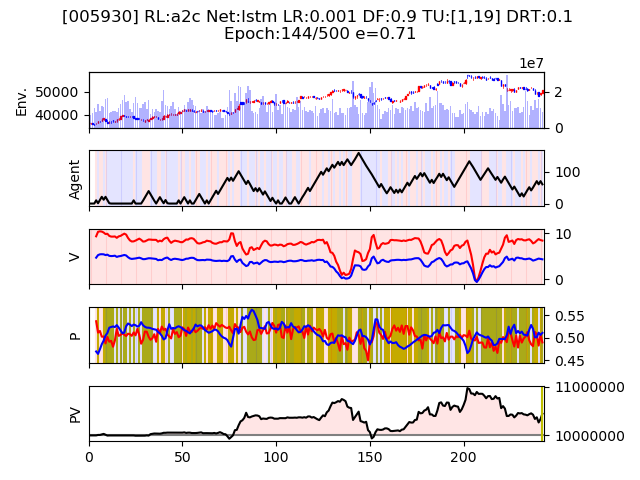 [005930] RL:a2c Net:lstm LR:0.001 DF:0.9 TU:[1,19] DRT:0.1
Epoch:144/500 e=0.71
1e7
Env.
50000
40000
2
0
Agent
100
0
V
10
0
P
0.55
0.50
0.45
PV
11000000
10000000
0 50 100 150 200